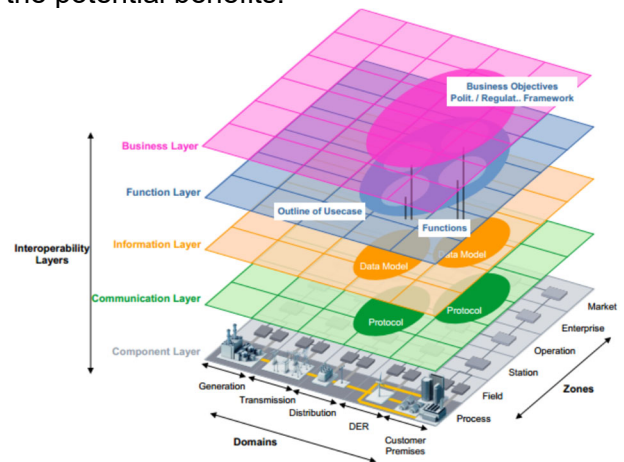 the potential benefits.
Business Objectives
Polit. / Regulat.. Framework
Business Layer
Function Layer
Outline of Usecase
Functions
Interoperability
Layers
Information Layer
Data Model
Data Model
Communication Layer
Protocol
Protocol
Component Layer
Market
Enterprise
Operation
Station
Field
Process
Zones
Generation
Transmission
Distribution
DER
Customer
Premises
Domains